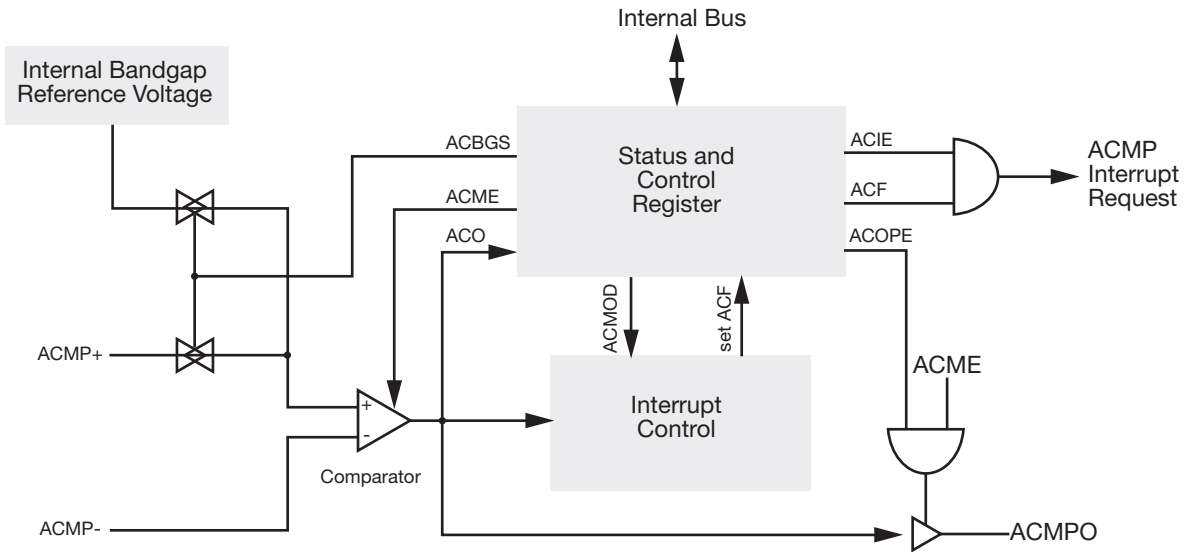 Internal Bus
Internal Bandgap
Reference Voltage
ACBGS
ACME
ACO
Status and
Control
Register
ACIE
ACF
ACOPE
ACMP
Interrupt
Request
ACMOD
set ACF
ACMP+
ACME
Interrupt
Control
+
-
Comparator
ACMP-
ACMPO